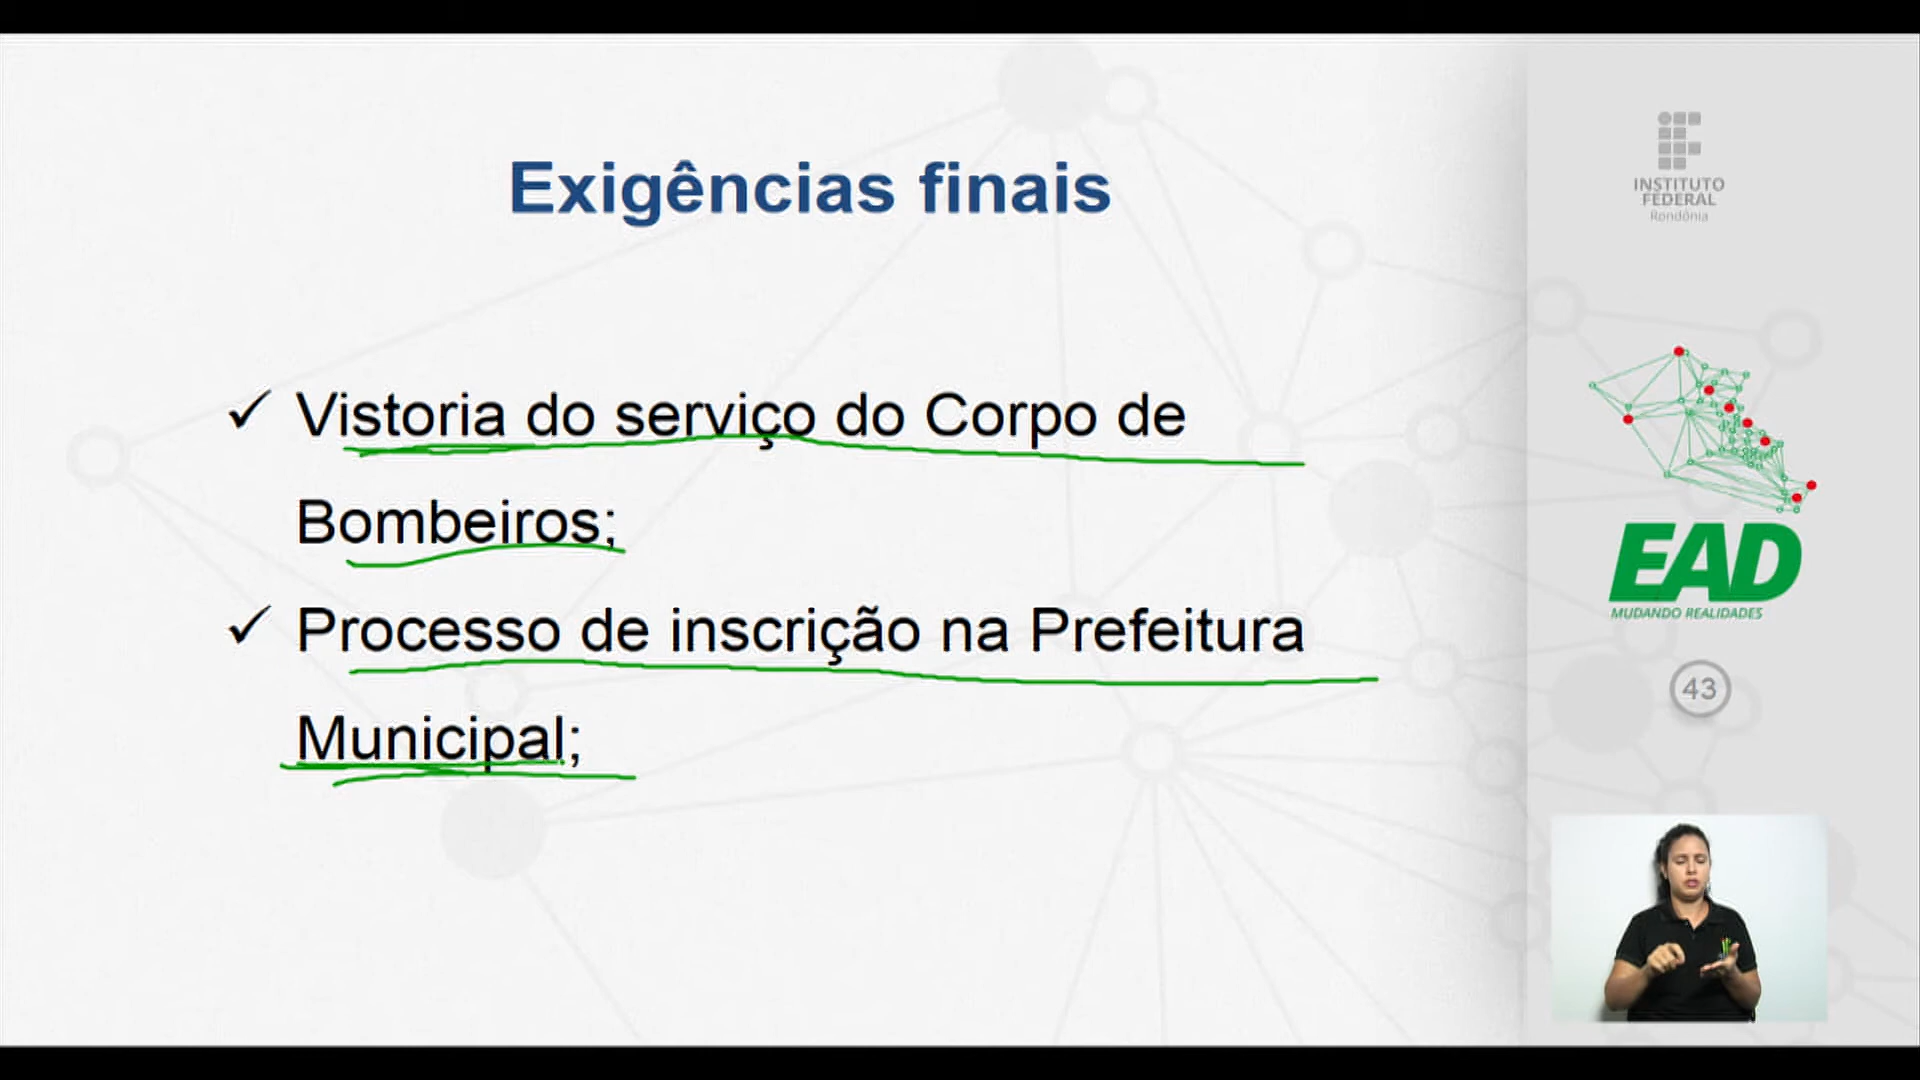 Exigências finais
✓ Vistoria do serviço do Corpo de
Bombeiros;
✓ Processo de inscrição na Prefeitura
Municipal;
INSTITUTO
FEDERAL
Rondônia
EAD
MUDANDO REALIDADES
43